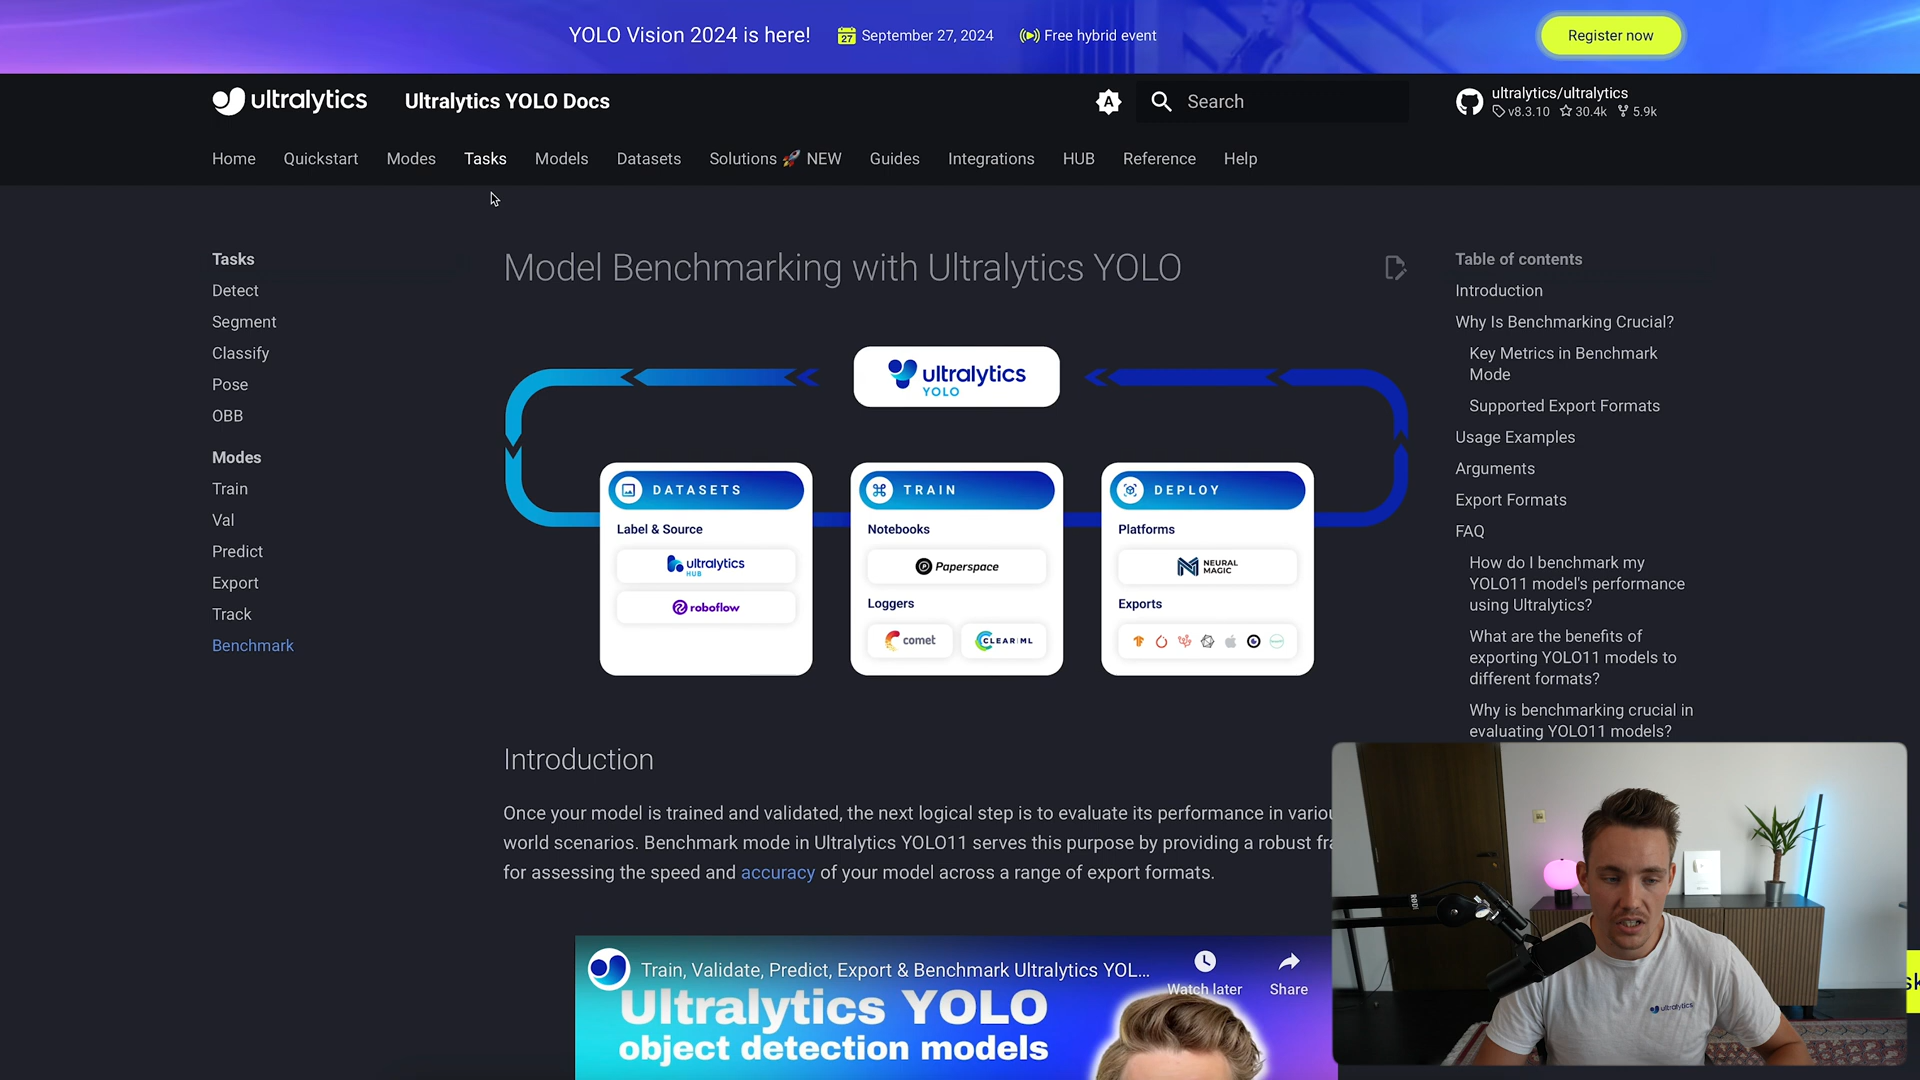 YOLO Vision 2024 is here!
27
September 27, 2024
Free hybrid event
Register now
ultralytics
Ultralytics YOLO Docs
A
Search
ultralytics/ultralytics
v8.3.10 30.4k 5.9k
Home Quickstart Modes Tasks Models Datasets Solutions 🚀 NEW Guides Integrations HUB Reference Help
Tasks
Detect
Segment
Classify
Pose
OBB
Modes
Train
Val
Predict
Export
Track
Benchmark
Model Benchmarking with Ultralytics YOLO
ultralytics
YOLO
DATASETS
Label & Source
ultralytics
HUB
roboflow
TRAIN
Notebooks
Paperspace
Loggers
comet
CLEAR|ML
DEPLOY
Platforms
NEURAL
MAGIC
Exports
Introduction
Once your model is trained and validated, the next logical step is to evaluate its performance in
world scenarios. Benchmark mode in Ultralytics YOLO11 serves this purpose by providing a robust
for assessing the speed and accuracy of your model across a range of export formats.
Train, Validate, Predict, Export & Benchmark Ultralytics YOL...
Watch later
Share
Ultralytics YOLO
object detection models
Table of contents
Introduction
Why Is Benchmarking Crucial?
Key Metrics in Benchmark
Mode
Supported Export Formats
Usage Examples
Arguments
Export Formats
FAQ
How do I benchmark my
YOLO11 model's performance
using Ultralytics?
What are the benefits of
exporting YOLO11 models to
different formats?
Why is benchmarking crucial in
evaluating YOLO11 models?
RØDE
ultralytics